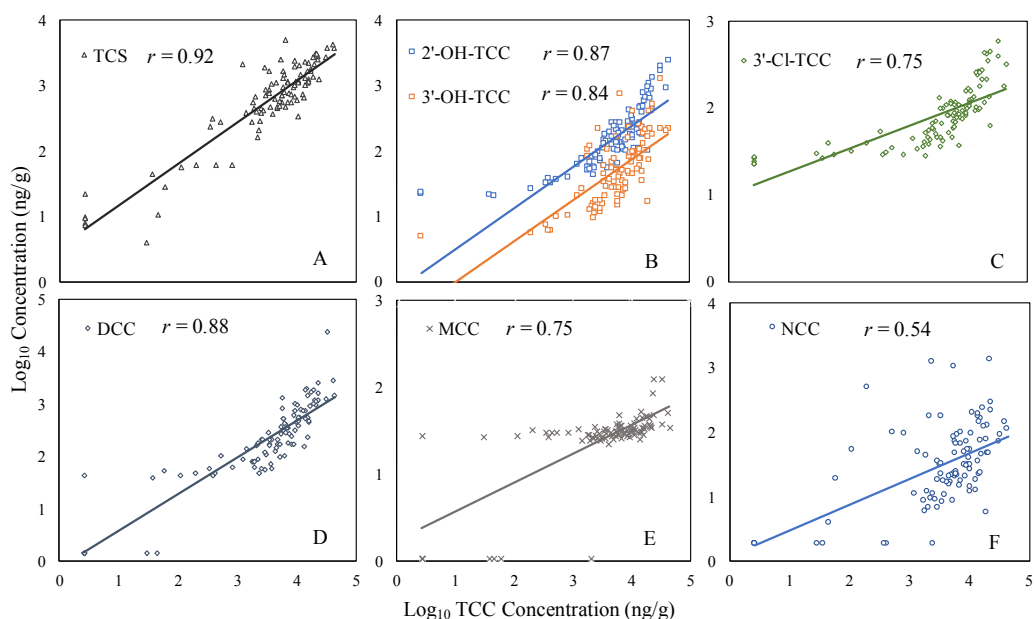 Log10 Concentration (ng/g)
4
3
2
1
0
TCS r = 0.92
A
4
3
2
1
0
2'-OH-TCC r = 0.87
3'-OH-TCC r = 0.84
B
3
2
1
0
3'-Cl-TCC r = 0.75
C
5
4
3
2
1
0
DCC r = 0.88
D
0 1 2 3 4 5
3
2
1
0
MCC r = 0.75
E
0 1 2 3 4 5
4
3
2
1
0
NCC r = 0.54
F
0 1 2 3 4 5
Log10 TCC Concentration (ng/g)